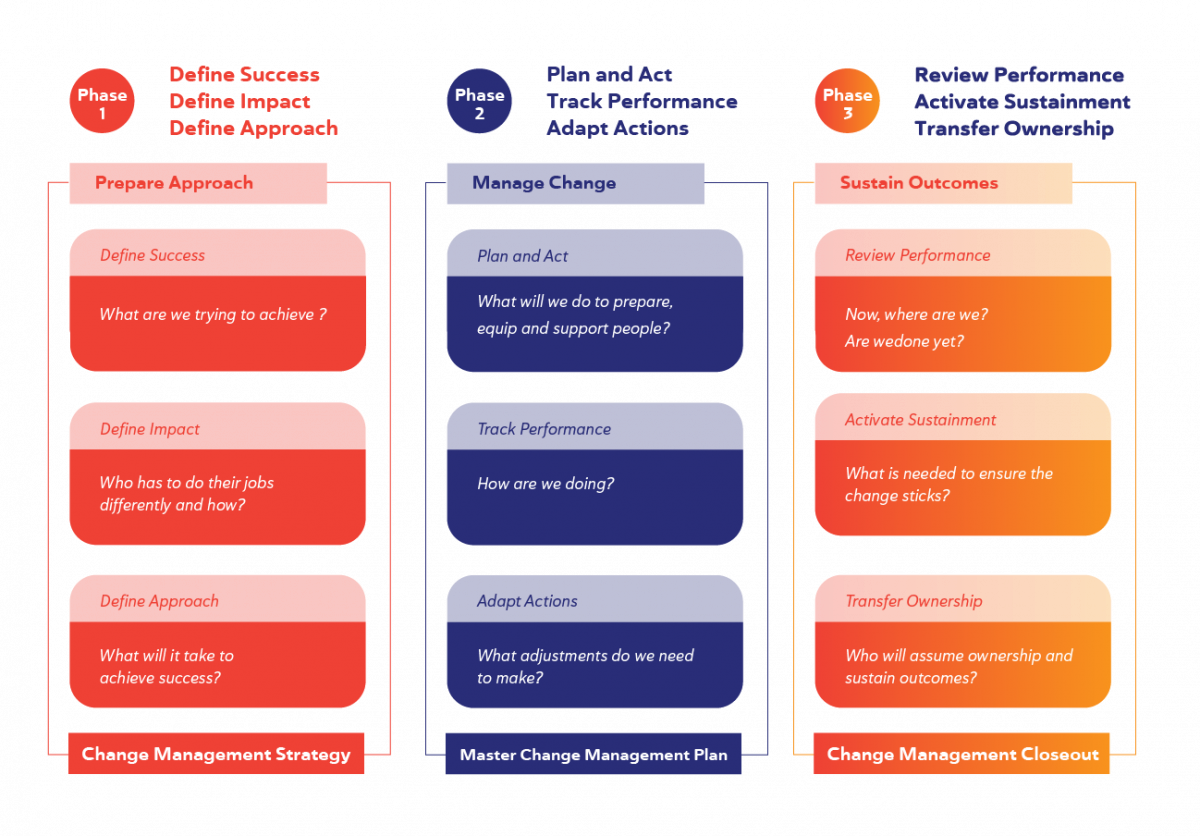 Phase
1
Define Success
Define Impact
Define Approach
Prepare Approach
Define Success
What are we trying to achieve ?
Define Impact
Who has to do their jobs
differently and how?
Define Approach
What will it take to
achieve success?
Change Management Strategy
Phase
2
Plan and Act
Track Performance
Adapt Actions
Manage Change
Plan and Act
What will we do to prepare,
equip and support people?
Track Performance
How are we doing?
Adapt Actions
What adjustments do we need
to make?
Master Change Management Plan
Phase
3
Review Performance
Activate Sustainment
Transfer Ownership
Sustain Outcomes
Review Performance
Now, where are we?
Are wedone yet?
Activate Sustainment
What is needed to ensure the
change sticks?
Transfer Ownership
Who will assume ownership and
sustain outcomes?
Change Management Closeout